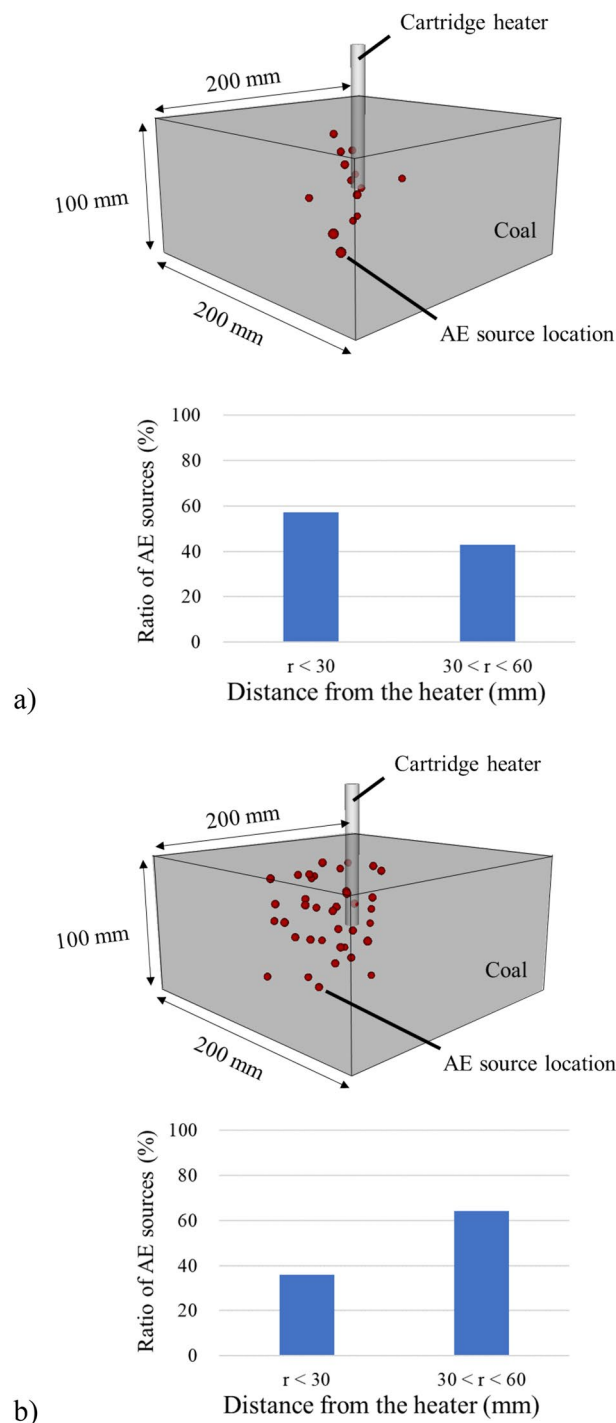 Cartridge heater
200 mm
100 mm
Coal
200 mm
AE source location
Ratio of AE sources (%)
100
80
60
40
20
0
r < 30 30 < r < 60
Distance from the heater (mm)
a)
Cartridge heater
200 mm
100 mm
Coal
200 mm
AE source location
Ratio of AE sources (%)
100
80
60
40
20
0
r < 30 30 < r < 60
Distance from the heater (mm)
b)